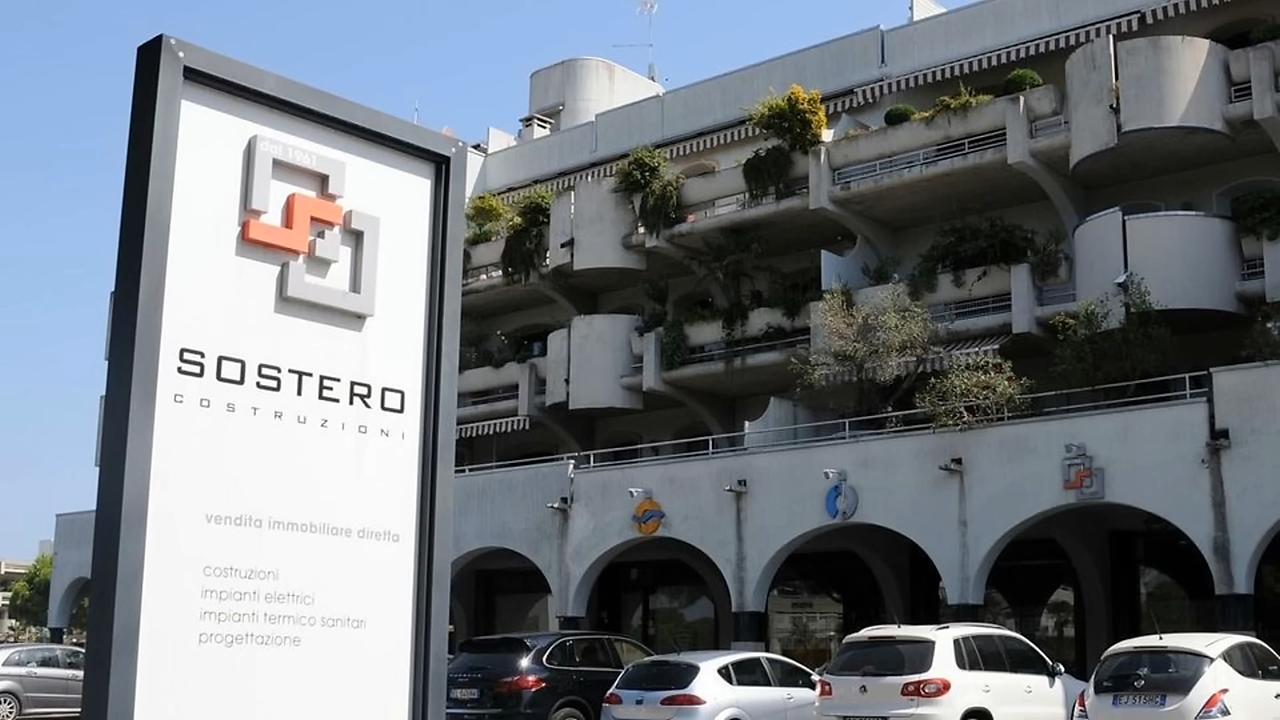 dal 1961
SOSTERO
COSTRUZIONI
vendita immobiliare diretta
costruzioni
impianti elettrici
impianti termico sanitari
progettazione